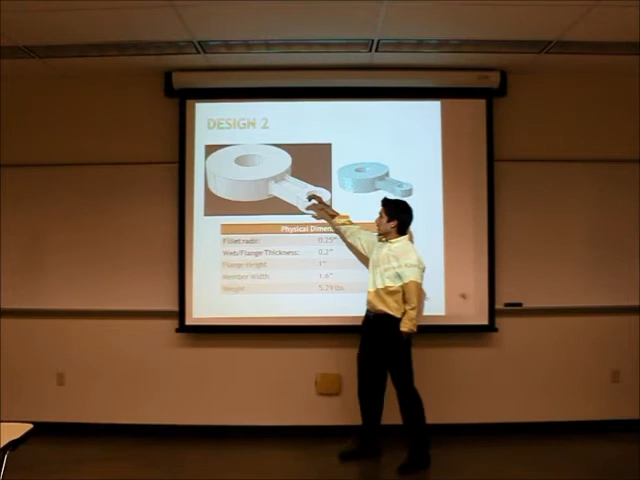 DESIGN 2
Physical Dimen
Fillet radii: 0.25"
Web/Flange Thickness: 0.2"
Flange Height 1"
Member Width 1.6"
Weight 5.79 lbs